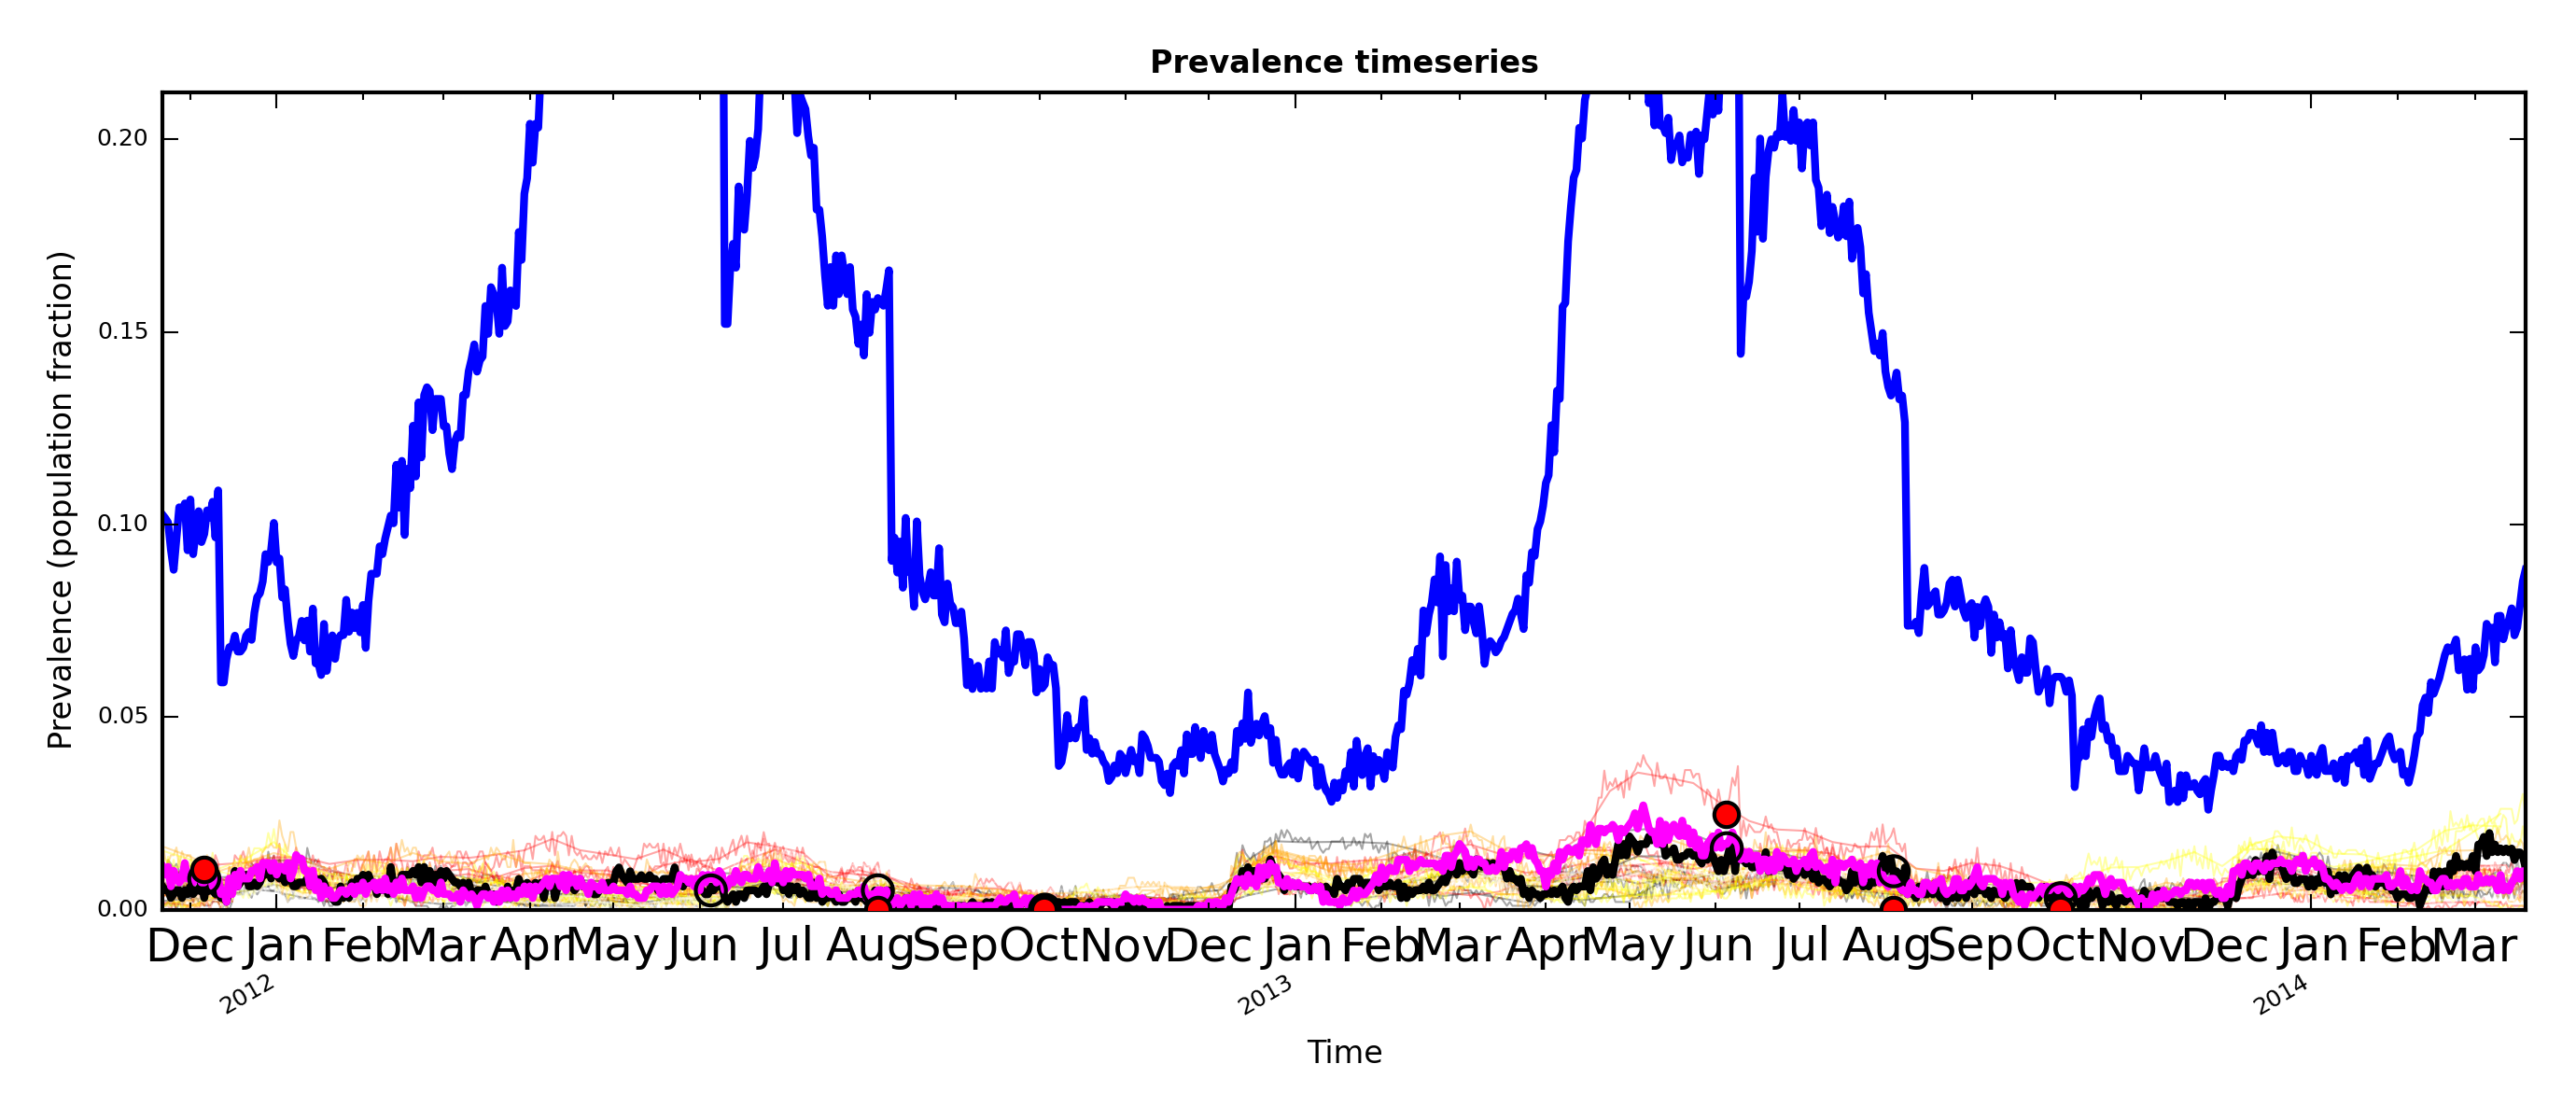 Prevalence timeseries
Prevalence (population fraction)
0.20
0.15
0.10
0.05
0.00
Dec Jan Feb Mar Apr May Jun Jul Aug Sep Oct Nov Dec Jan Feb Mar Apr May Jun Jul Aug Sep Oct Nov Dec Jan Feb Mar
2012 2013 2014
Time